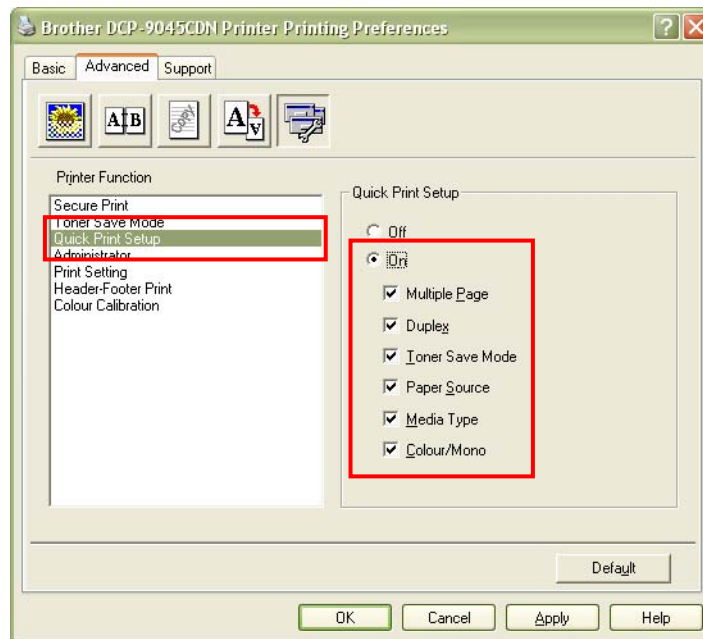 Brother DCP-9045CDN Printer Printing Preferences
Basic Advanced Support
A B
Copy
A A
Printer Function
Secure Print
Toner Save Mode
Quick Print Setup
Administrator
Print Setting
Header-Footer Print
Colour Calibration
Quick Print Setup
Off
On
Multiple Page
Duplex
Toner Save Mode
Paper Source
Media Type
Colour/Mono
Default
OK Cancel Apply Help